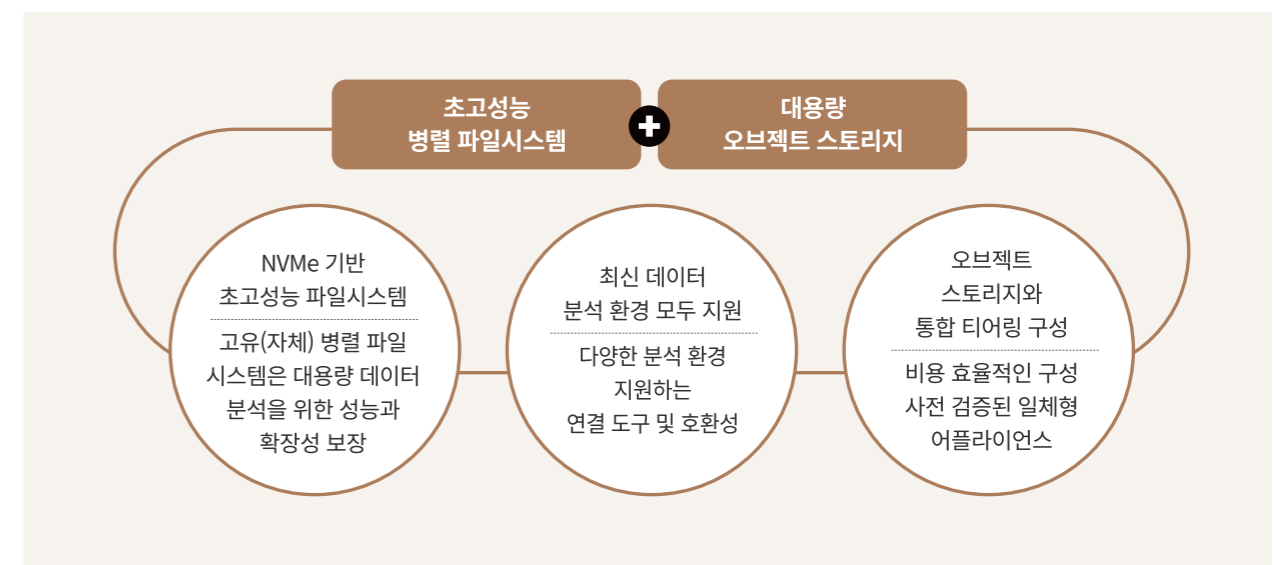 초고성능
병렬 파일시스템
대용량
오브젝트 스토리지
NVMe 기반
초고성능 파일시스템
고유(자체) 병렬 파일
시스템은 대용량 데이터
분석을 위한 성능과
확장성 보장
최신 데이터
분석 환경 모두 지원
다양한 분석 환경
지원하는
연결 도구 및 호환성
오브젝트
스토리지와
통합 티어링 구성
비용 효율적인 구성
사전 검증된 일체형
어플라이언스